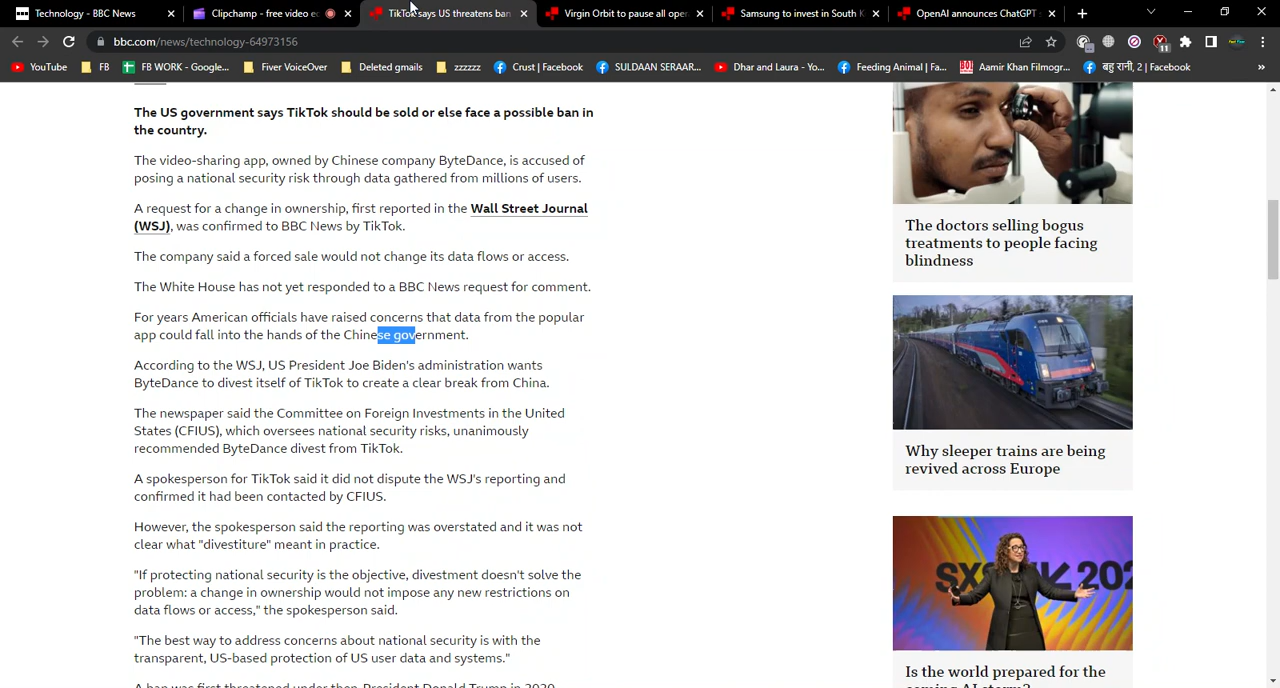 Technology - BBC News
Clipchamp - free video e
TikTok says US threatens ban
Virgin Orbit to pause all oper
Samsung to invest in South K
OpenAI announces ChatGPT
bbc.com/news/technology-64973156
11
YouTube
FB
FB WORK - Google...
Fiver VoiceOver
Deleted gmails
zzzzzz
Crust | Facebook
SULDAAN SERAAR...
Dhar and Laura - Yo...
Feeding Animal | Fa...
Aamir Khan Filmogr...
बहु रानी, 2 | Facebook
»
The US government says TikTok should be sold or else face a possible ban in
the country.
The video-sharing app, owned by Chinese company ByteDance, is accused of
posing a national security risk through data gathered from millions of users.
A request for a change in ownership, first reported in the Wall Street Journal
(WSJ), was confirmed to BBC News by TikTok.
The company said a forced sale would not change its data flows or access.
The White House has not yet responded to a BBC News request for comment.
For years American officials have raised concerns that data from the popular
app could fall into the hands of the Chinese government.
According to the WSJ, US President Joe Biden's administration wants
ByteDance to divest itself of TikTok to create a clear break from China.
The newspaper said the Committee on Foreign Investments in the United
States (CFIUS), which oversees national security risks, unanimously
recommended ByteDance divest from TikTok.
A spokesperson for TikTok said it did not dispute the WSJ's reporting and
confirmed it had been contacted by CFIUS.
However, the spokesperson said the reporting was overstated and it was not
clear what "divestiture" meant in practice.
"If protecting national security is the objective, divestment doesn't solve the
problem: a change in ownership would not impose any new restrictions on
data flows or access," the spokesperson said.
"The best way to address concerns about national security is with the
transparent, US-based protection of US user data and systems."
A ban was first threatened under then-President Donald Trump in 2020
The doctors selling bogus
treatments to people facing
blindness
Why sleeper trains are being
revived across Europe
SXSW 202
Is the world prepared for the
coming AI storm?